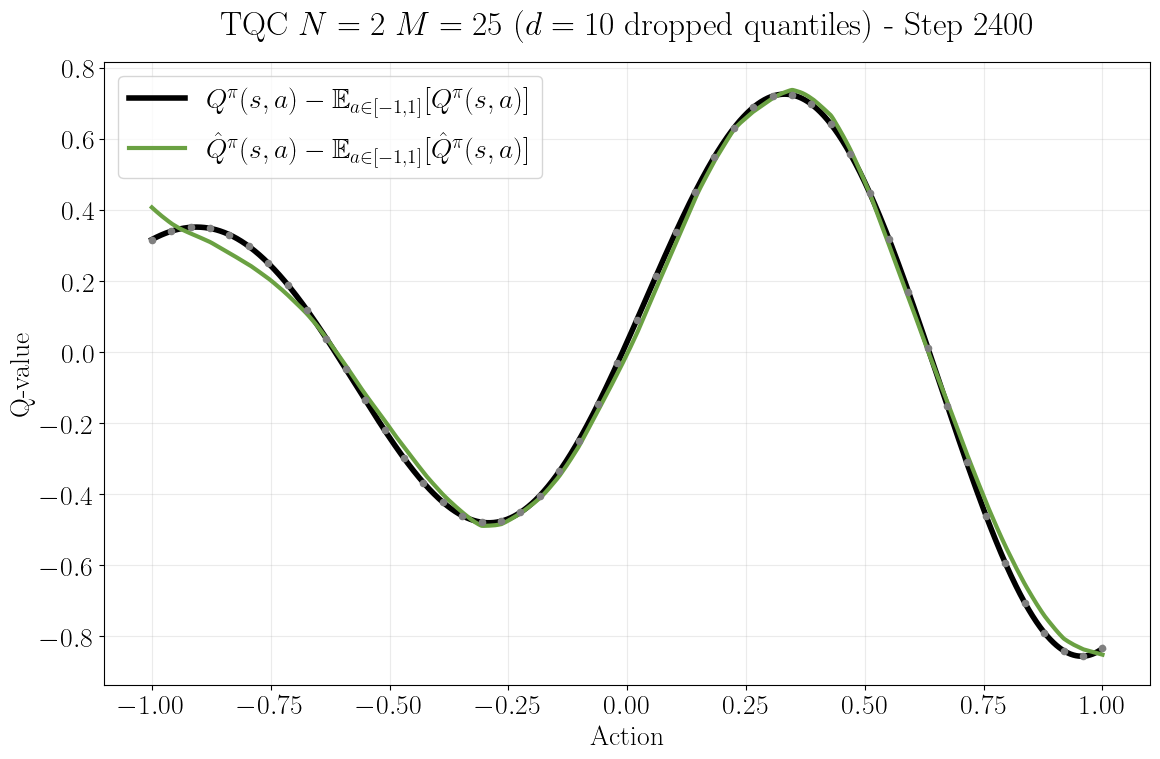 TQC N = 2 M = 25 (d = 10 dropped quantiles) - Step 2400
Q^π(s, a) − 𝔼_{a∈[−1,1]}[Q^π(s, a)]
Q̂^π(s, a) − 𝔼_{a∈[−1,1]}[Q̂^π(s, a)]
0.8
0.6
0.4
0.2
0.0
−0.2
−0.4
−0.6
−0.8
Q-value
−1.00 −0.75 −0.50 −0.25 0.00 0.25 0.50 0.75 1.00
Action